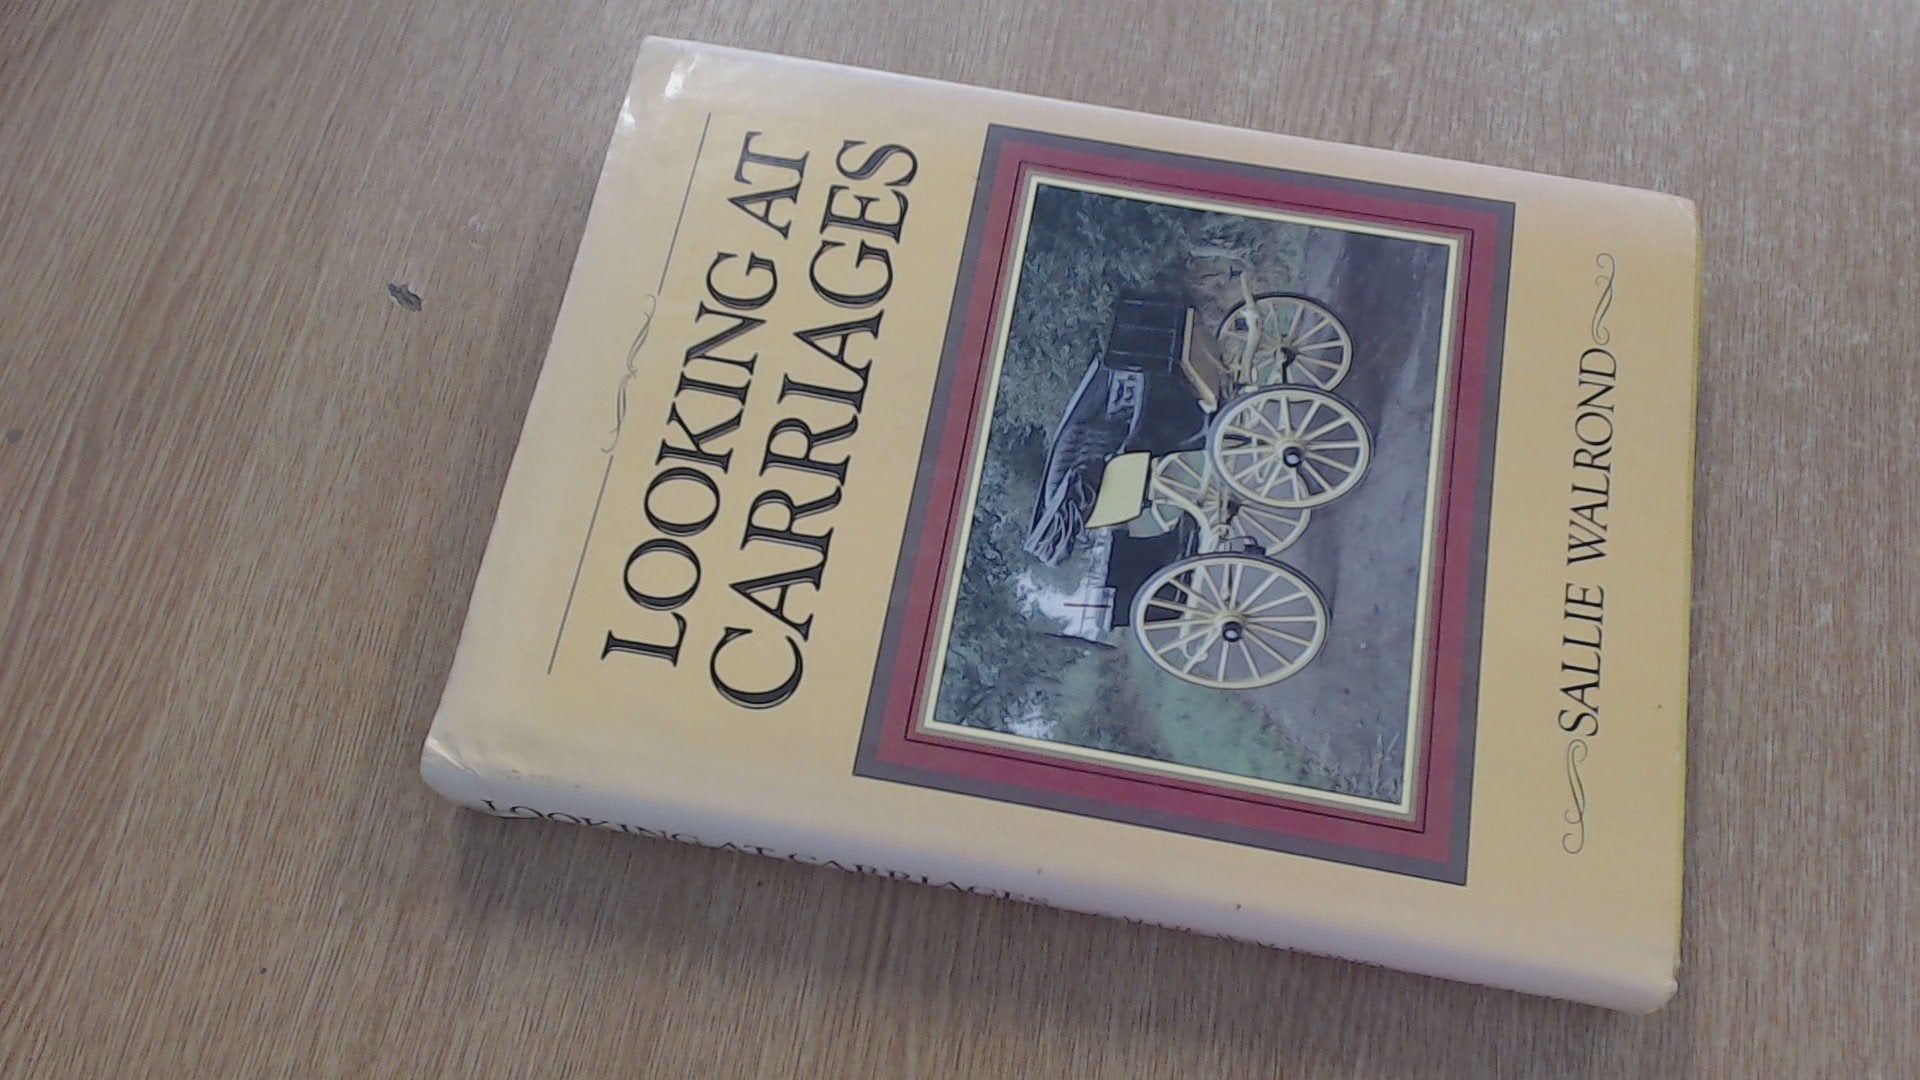 LOOKING AT
CARRIAGES
SALLIE WALROND
LOOKING AT CARRIAGES